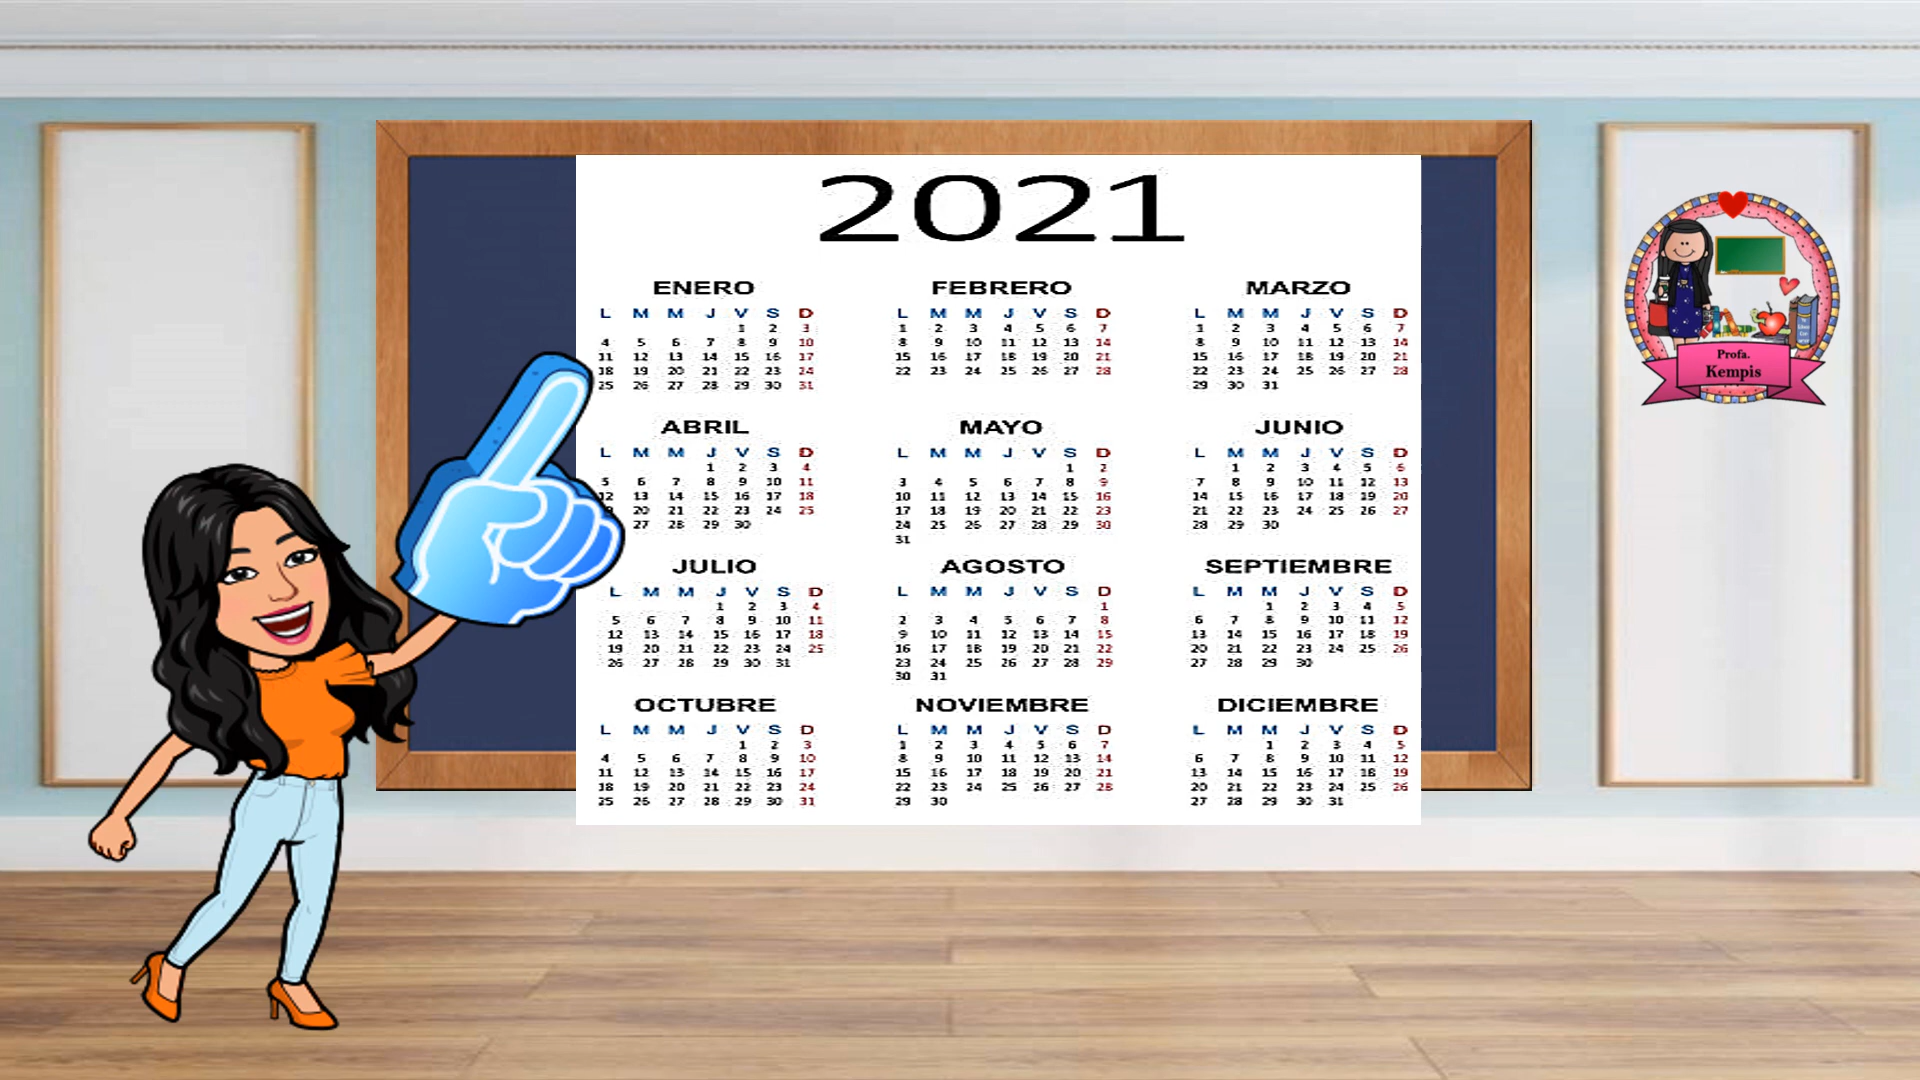 2021
ENERO FEBRERO MARZO
L M M J V S D L M M J V S D L M M J V S D
1 2 3 1 2 3 4 5 6 7 1 2 3 4 5 6 7
4 5 6 7 8 9 10 8 9 10 11 12 13 14 8 9 10 11 12 13 14
11 12 13 14 15 16 17 15 16 17 18 19 20 21 15 16 17 18 19 20 21
18 19 20 21 22 23 24 22 23 24 25 26 27 28 22 23 24 25 26 27 28
25 26 27 28 29 30 31 29 30 31
ABRIL MAYO JUNIO
L M M J V S D L M M J V S D L M M J V S D
1 2 3 4 1 2 1 2 3 4 5 6
5 6 7 8 9 10 11 3 4 5 6 7 8 9 7 8 9 10 11 12 13
12 13 14 15 16 17 18 10 11 12 13 14 15 16 14 15 16 17 18 19 20
20 21 22 23 24 25 17 18 19 20 21 22 23 21 22 23 24 25 26 27
27 28 29 30 24 25 26 27 28 29 30 28 29 30
31
JULIO AGOSTO SEPTIEMBRE
L M M J V S D L M M J V S D L M M J V S D
1 2 3 4 1 1 2 3 4 5
5 6 7 8 9 10 11 2 3 4 5 6 7 8 6 7 8 9 10 11 12
12 13 14 15 16 17 18 9 10 11 12 13 14 15 13 14 15 16 17 18 19
19 20 21 22 23 24 25 16 17 18 19 20 21 22 20 21 22 23 24 25 26
26 27 28 29 30 31 23 24 25 26 27 28 29 27 28 29 30
30 31
OCTUBRE NOVIEMBRE DICIEMBRE
L M M J V S D L M M J V S D L M M J V S D
1 2 3 1 2 3 4 5 6 7 1 2 3 4 5
4 5 6 7 8 9 10 8 9 10 11 12 13 14 6 7 8 9 10 11 12
11 12 13 14 15 16 17 15 16 17 18 19 20 21 13 14 15 16 17 18 19
18 19 20 21 22 23 24 22 23 24 25 26 27 28 20 21 22 23 24 25 26
25 26 27 28 29 30 31 29 30 27 28 29 30 31
Profa.
Kempis